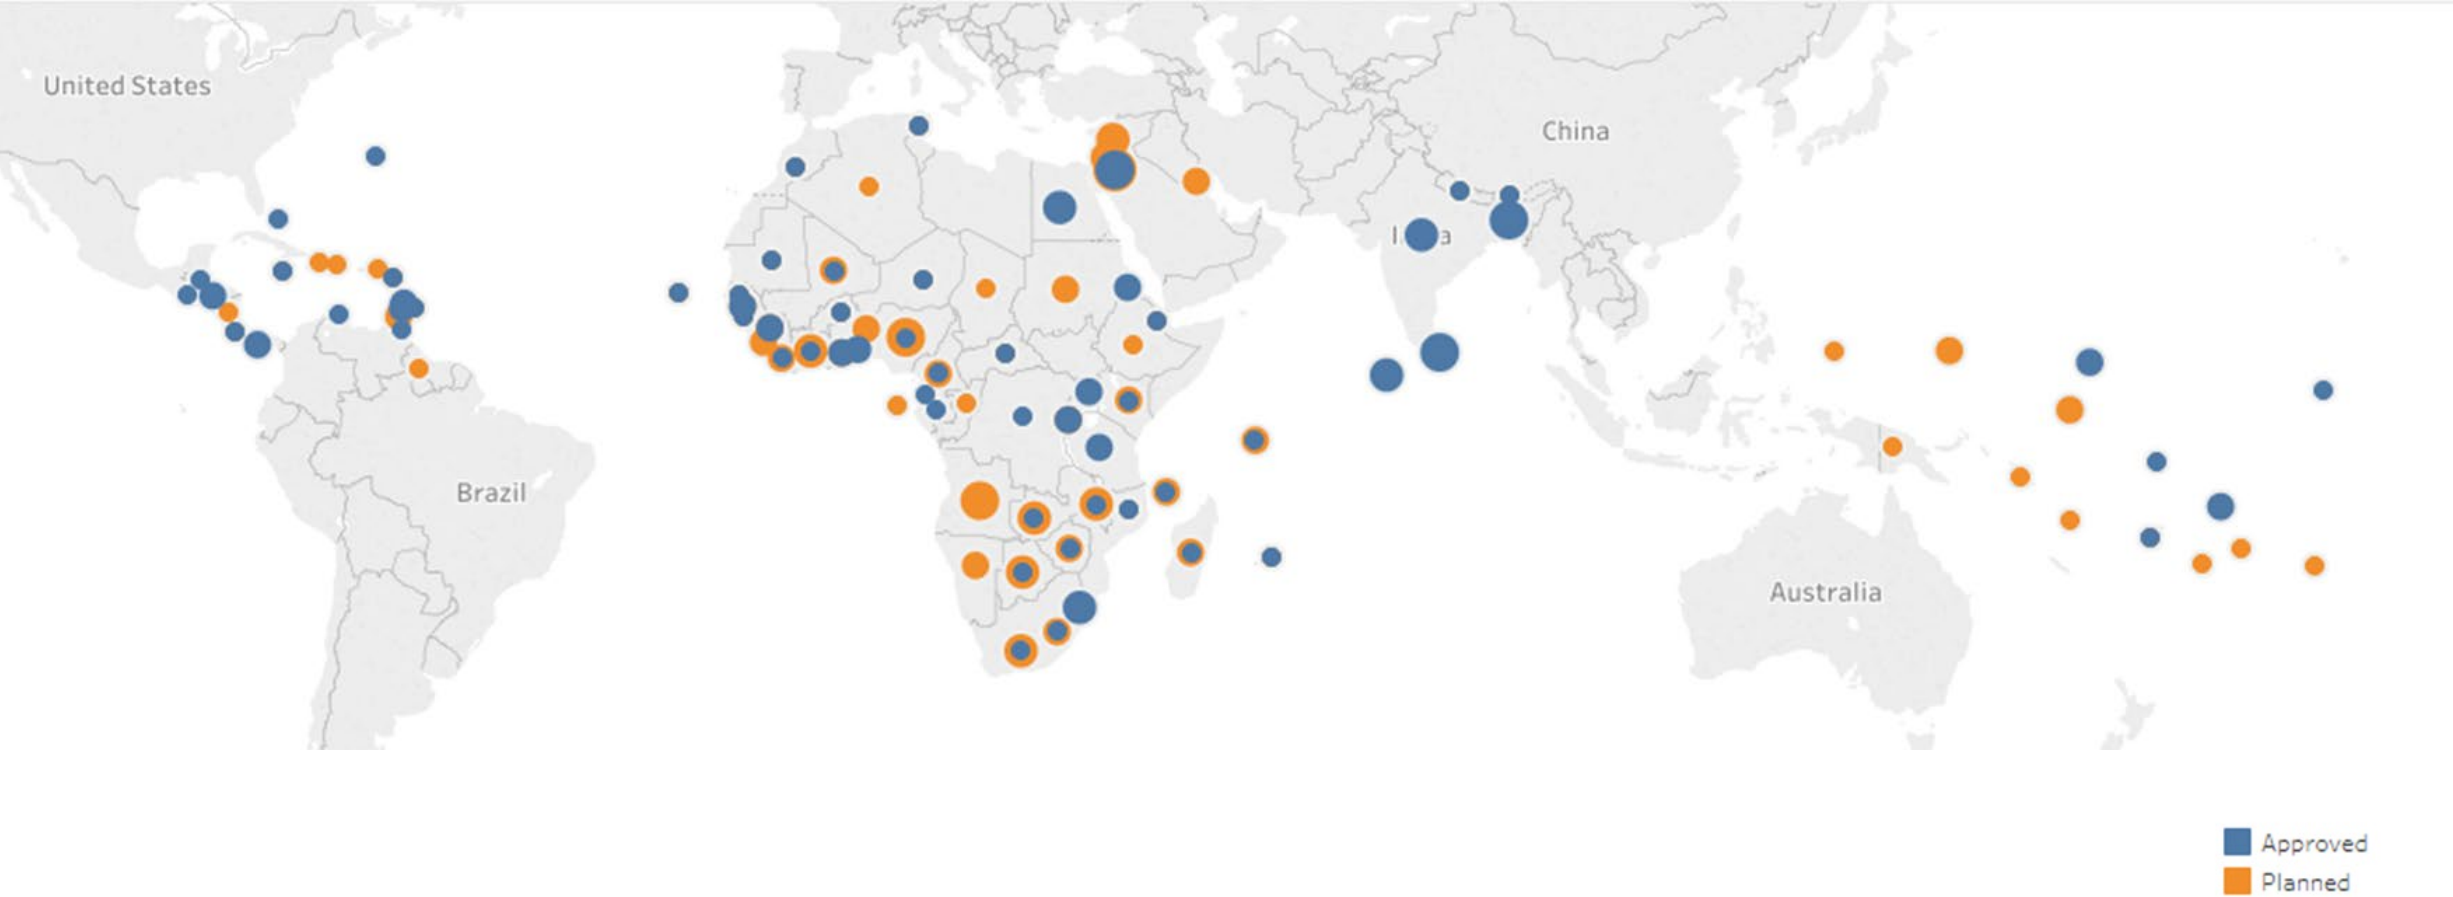 United States
China
I a
Brazil
Australia
Approved
Planned